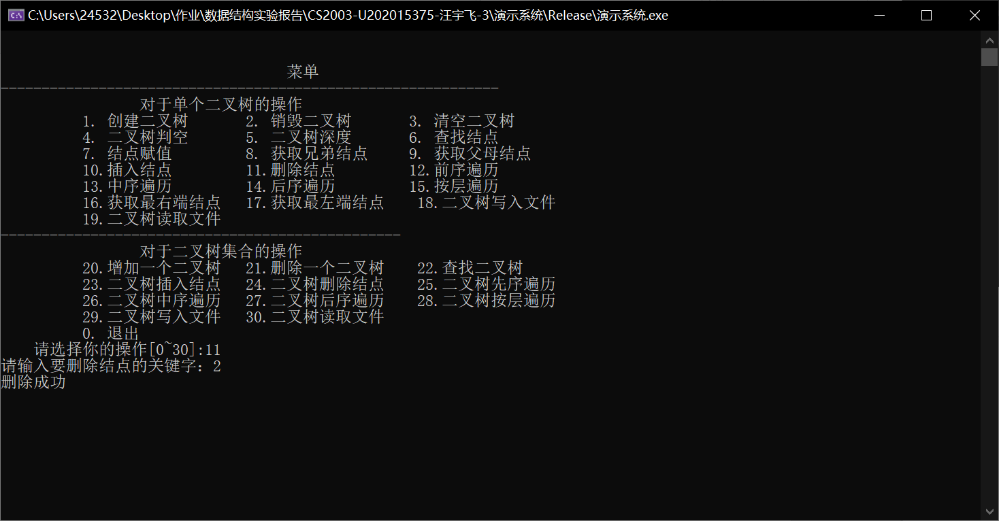 C:\Users\24532\Desktop\作业\数据结构实验报告\CS2003-U202015375-汪宇飞-3\演示系统\Release\演示系统.exe
菜单
-------------------------------------------------------------
对于单个二叉树的操作
1. 创建二叉树 2. 销毁二叉树 3. 清空二叉树
4. 二叉树判空 5. 二叉树深度 6. 查找结点
7. 结点赋值 8. 获取兄弟结点 9. 获取父母结点
10.插入结点 11.删除结点 12.前序遍历
13.中序遍历 14.后序遍历 15.按层遍历
16.获取最右端结点 17.获取最左端结点 18.二叉树写入文件
19.二叉树读取文件
-------------------------------------------------
对于二叉树集合的操作
20.增加一个二叉树 21.删除一个二叉树 22.查找二叉树
23.二叉树插入结点 24.二叉树删除结点 25.二叉树先序遍历
26.二叉树中序遍历 27.二叉树后序遍历 28.二叉树按层遍历
29.二叉树写入文件 30.二叉树读取文件
0. 退出
请选择你的操作[0~30]:11
请输入要删除结点的关键字：2
删除成功